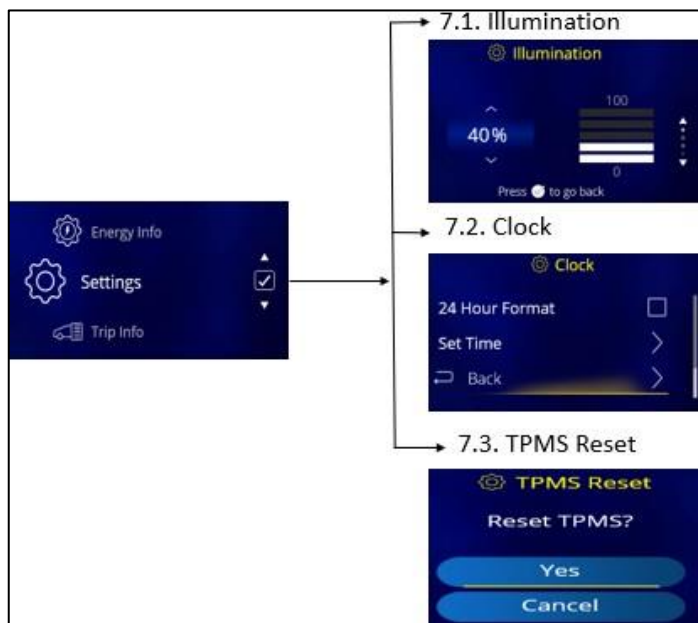 7.1. Illumination
Illumination
100
40%
0
Press to go back
Energy Info
Settings
Trip Info
7.2. Clock
Clock
24 Hour Format
Set Time
Back
7.3. TPMS Reset
TPMS Reset
Reset TPMS?
Yes
Cancel